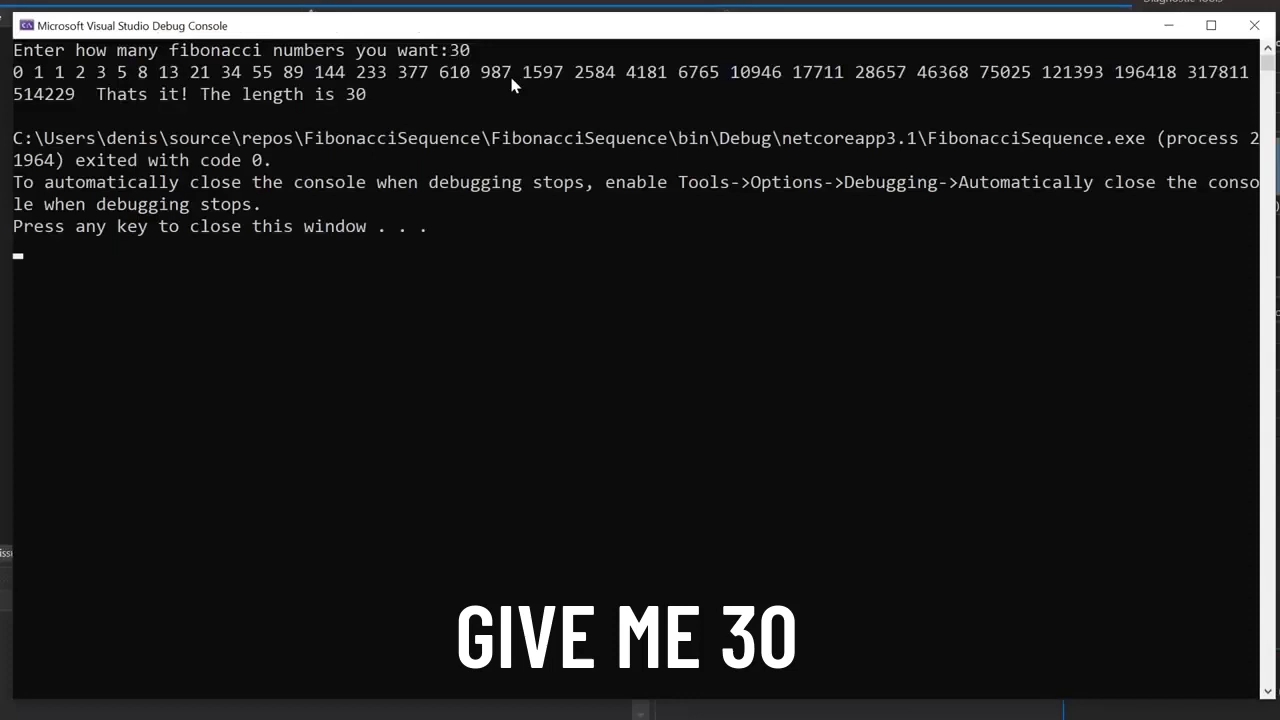 Diagnostic Tools
Microsoft Visual Studio Debug Console
Enter how many fibonacci numbers you want:30
0 1 1 2 3 5 8 13 21 34 55 89 144 233 377 610 987 1597 2584 4181 6765 10946 17711 28657 46368 75025 121393 196418 317811
514229  Thats it! The length is 30
C:\Users\denis\source\repos\FibonacciSequence\FibonacciSequence\bin\Debug\netcoreapp3.1\FibonacciSequence.exe (process 2
1964) exited with code 0.
To automatically close the console when debugging stops, enable Tools->Options->Debugging->Automatically close the conso
le when debugging stops.
Press any key to close this window . . .
GIVE ME 30